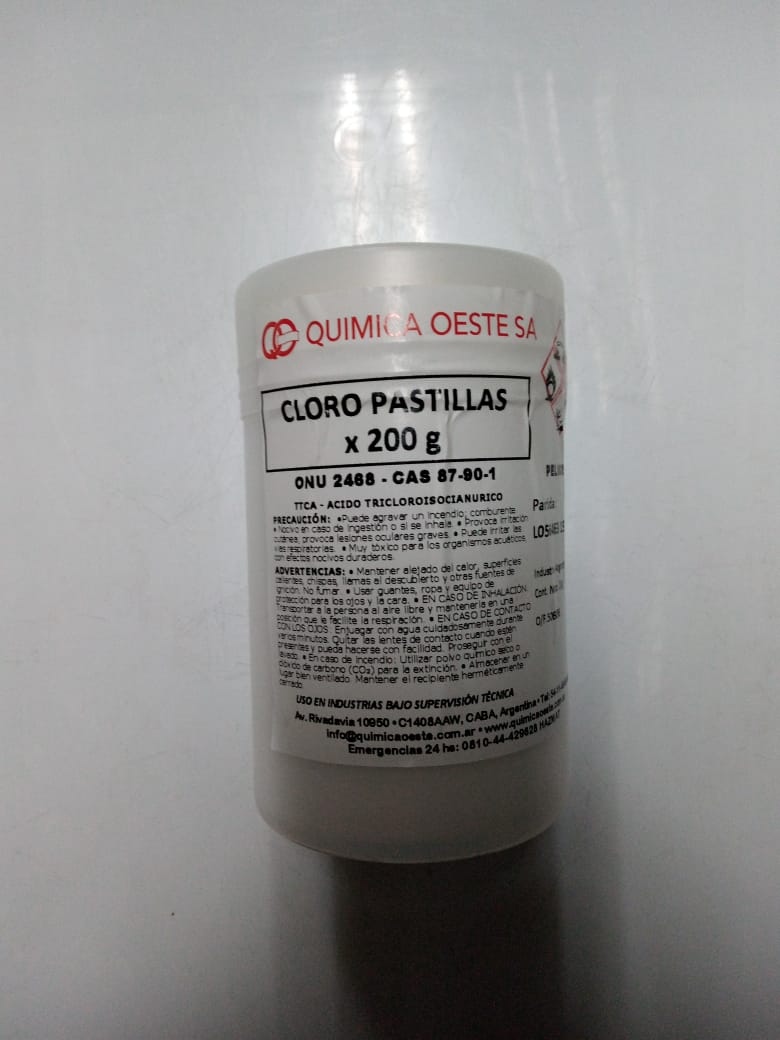 QUIMICA OESTE SA
CLORO PASTILLAS
x 200 g
ONU 2468 - CAS 87-90-1
TTCA - ACIDO TRICLOROISOCIANURICO
PRECAUCIÓN: •Puede agravar un incendio; comburente
• Nocivo en caso de ingestión o si se inhala. • Provoca irritación
cutánea, provoca lesiones oculares graves. • Puede irritar las
vías respiratorias. • Muy tóxico para los organismos acuáticos,
con efectos nocivos duraderos.
ADVERTENCIAS: • Mantener alejado del calor, superficies
calientes, chispas, llamas al descubierto y otras fuentes de
ignición. No fumar. • Usar guantes, ropa y equipo de
protección para los ojos y la cara. • EN CASO DE INHALACIÓN:
Transportar a la persona al aire libre y mantenerla en una
posición que le facilite la respiración. • EN CASO DE CONTACTO
CON LOS OJOS: Enjuagar con agua cuidadosamente durante
varios minutos. Quitar las lentes de contacto cuando estén
presentes y pueda hacerse con facilidad. Proseguir con el
lavado. • En caso de incendio: Utilizar polvo químico seco o
dióxido de carbono (CO₂) para la extinción. • Almacenar en un
lugar bien ventilado. Mantener el recipiente herméticamente
cerrado.
USO EN INDUSTRIAS BAJO SUPERVISIÓN TÉCNICA
Av. Rivadavia 10950 • C1408AAW, CABA, Argentina • Tel:
info@quimicaoeste.com.ar • www.quimicaoeste.com
Emergencias 24 hs: 0810-44-429628 HAZMAT
Partida: